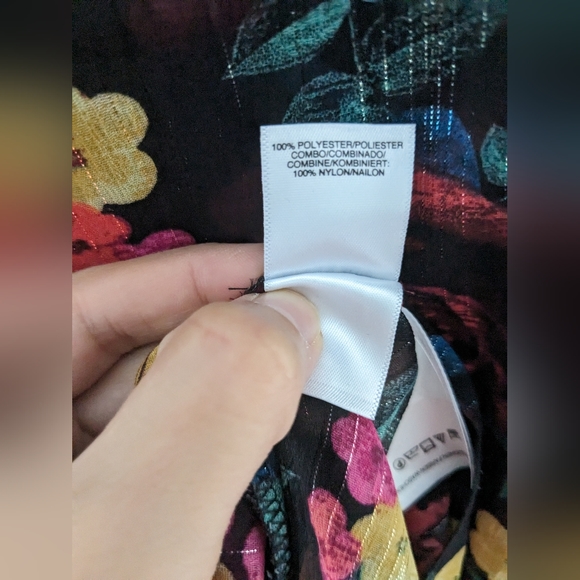 100% POLYESTER/POLIESTER
COMBO/COMBINADO/
COMBINE/KOMBINIERT:
100% NYLON/NAILON